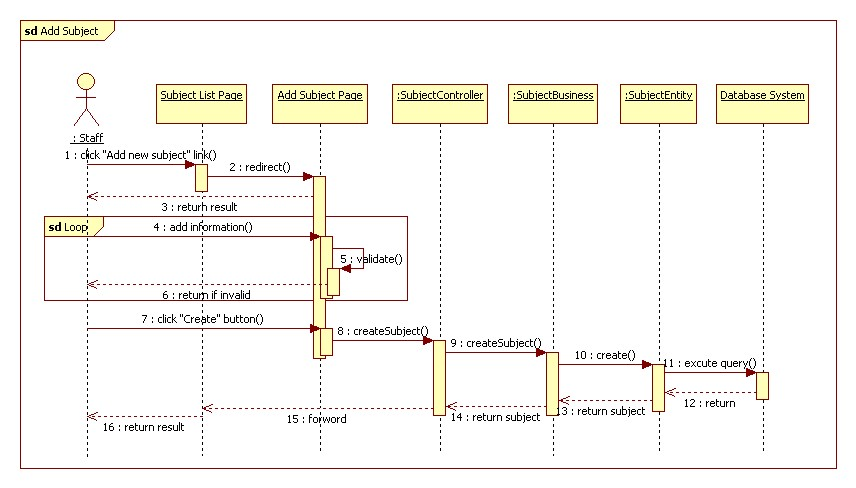 sd Add Subject
Subject List Page
Add Subject Page
:SubjectController
:SubjectBusiness
:SubjectEntity
Database System
: Staff
1 : click "Add new subject" link()
2 : redirect()
3 : return result
sd Loop
4 : add information()
5 : validate()
6 : return if invalid
7 : click "Create" button()
8 : createSubject()
9 : createSubject()
10 : create()
11 : excute query()
12 : return
13 : return subject
14 : return subject
15 : forword
16 : return result